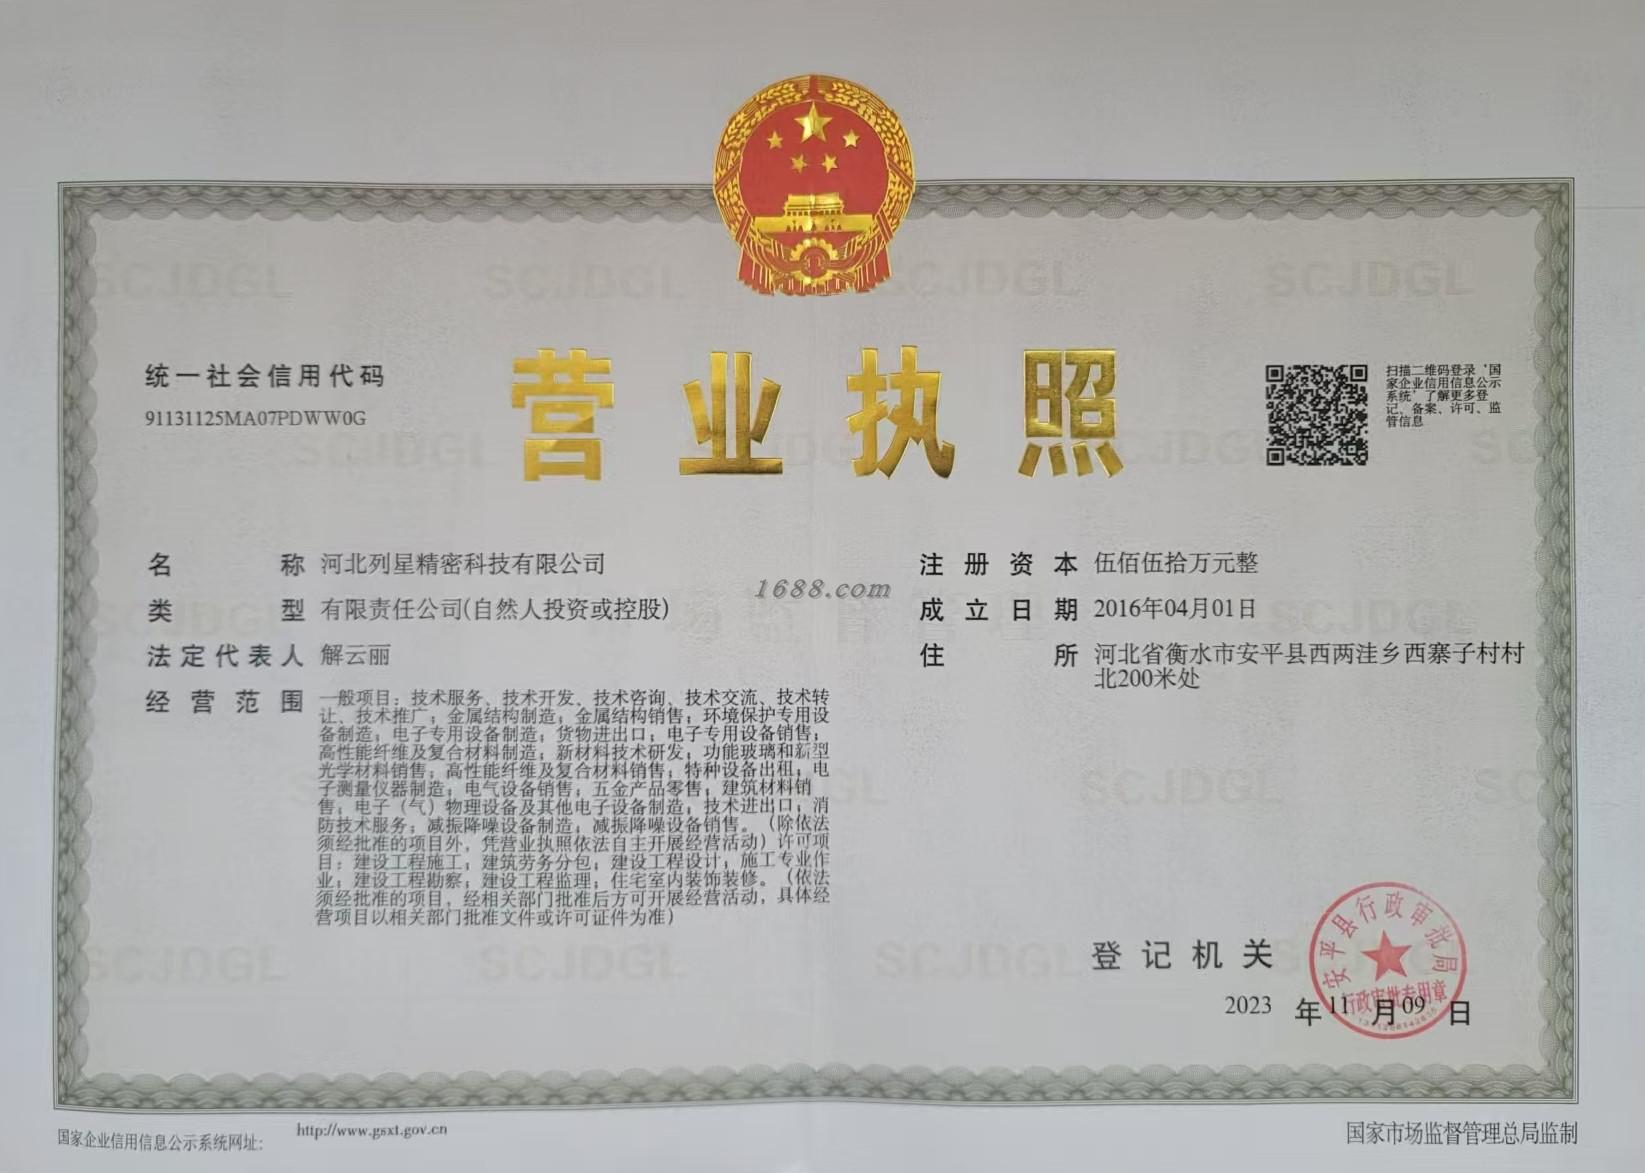 营业执照
统一社会信用代码
91131125MA07PDWW0G
扫描二维码登录‘国
家企业信用信息公示
系统’了解更多登
记、备案、许可、监
管信息
名称 河北列星精密科技有限公司
类型 有限责任公司(自然人投资或控股)
法定代表人 解云丽
经营范围 一般项目：技术服务、技术开发、技术咨询、技术交流、技术转
让、技术推广；金属结构制造；金属结构销售；环境保护专用设
备制造；电子专用设备制造；货物进出口；电子专用设备销售；
高性能纤维及复合材料制造；新材料技术研发；功能玻璃和新型
光学材料销售；高性能纤维及复合材料销售；特种设备出租；电
子测量仪器制造；电气设备销售；五金产品零售；建筑材料销
售；电子（气）物理设备及其他电子设备制造；技术进出口；消
防技术服务；减振降噪设备制造；减振降噪设备销售。（除依法
须经批准的项目外，凭营业执照依法自主开展经营活动）许可项
目：建设工程施工；建筑劳务分包；建设工程设计；施工专业作
业；建设工程勘察；建设工程监理；住宅室内装饰装修。（依法
须经批准的项目，经相关部门批准后方可开展经营活动，具体经
营项目以相关部门批准文件或许可证件为准）
1688.com
注册资本 伍佰伍拾万元整
成立日期 2016年04月01日
住所 河北省衡水市安平县西两洼乡西寨子村村
北200米处
登记机关
安平县行政审批局
行政审批专用章
2023年11月09日
国家企业信用信息公示系统网址：
http://www.gsxt.gov.cn
国家市场监督管理总局监制
SCJDGL